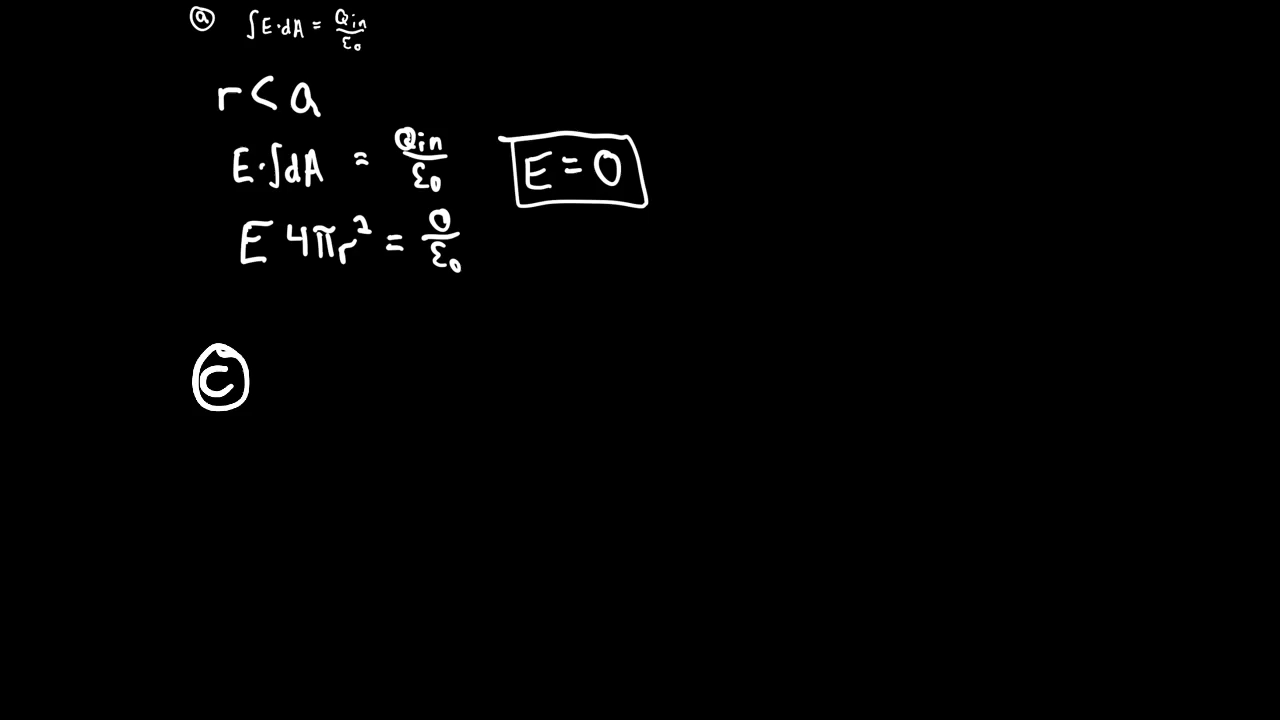 ⓐ ∫E·dA = Qin/ε0
r < a
E·∫dA = Qin/ε0 E = 0
E 4πr² = 0/ε0
Ⓒ